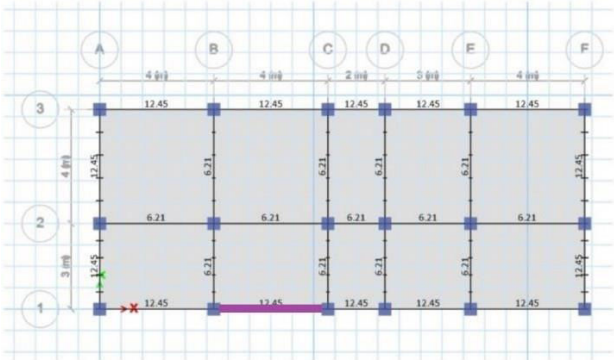 A B C D E F
4 (m) 4 (m) 2 (m) 3 (m) 4 (m)
3 12.45 12.45 12.45 12.45 12.45
4 (m) 12.45 6.21 6.21 6.21 6.21 12.45
2 6.21 6.21 6.21 6.21 6.21
3 (m) 12.45 6.21 6.21 6.21 6.21 12.45
1 X 12.45 12.45 12.45 12.45 12.45